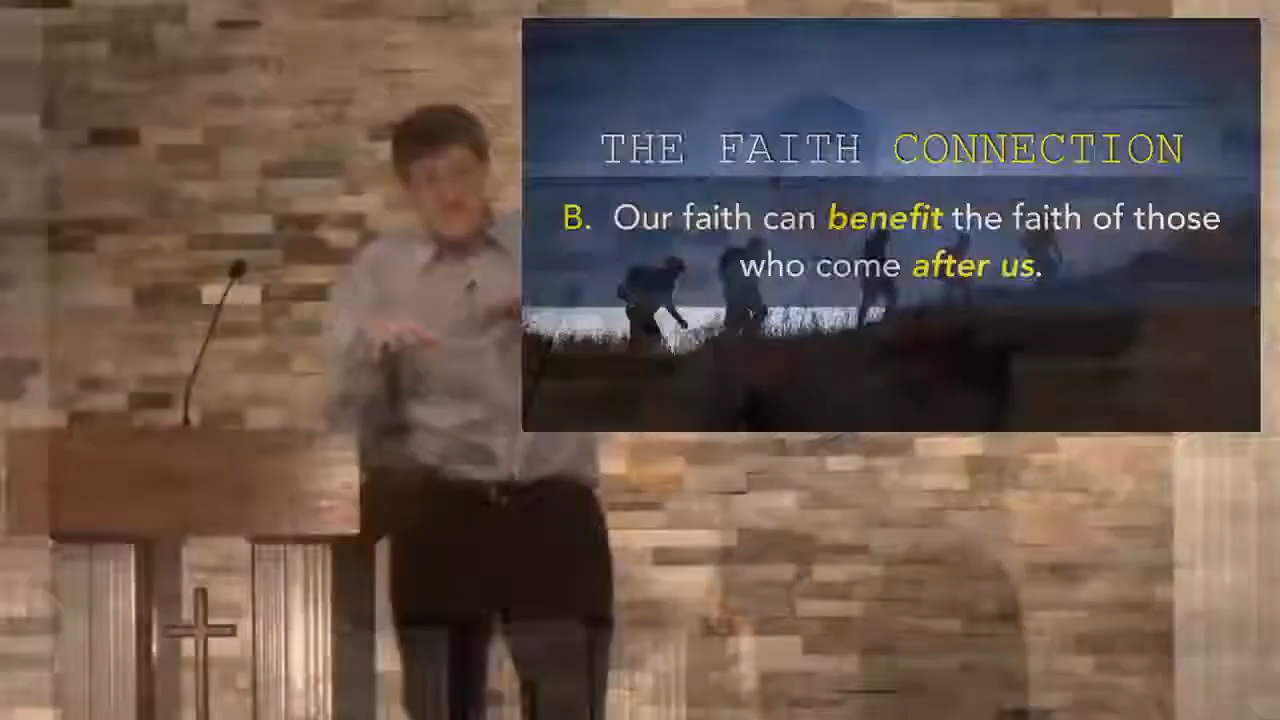 THE FAITH CONNECTION
B. Our faith can benefit the faith of those
who come after us.